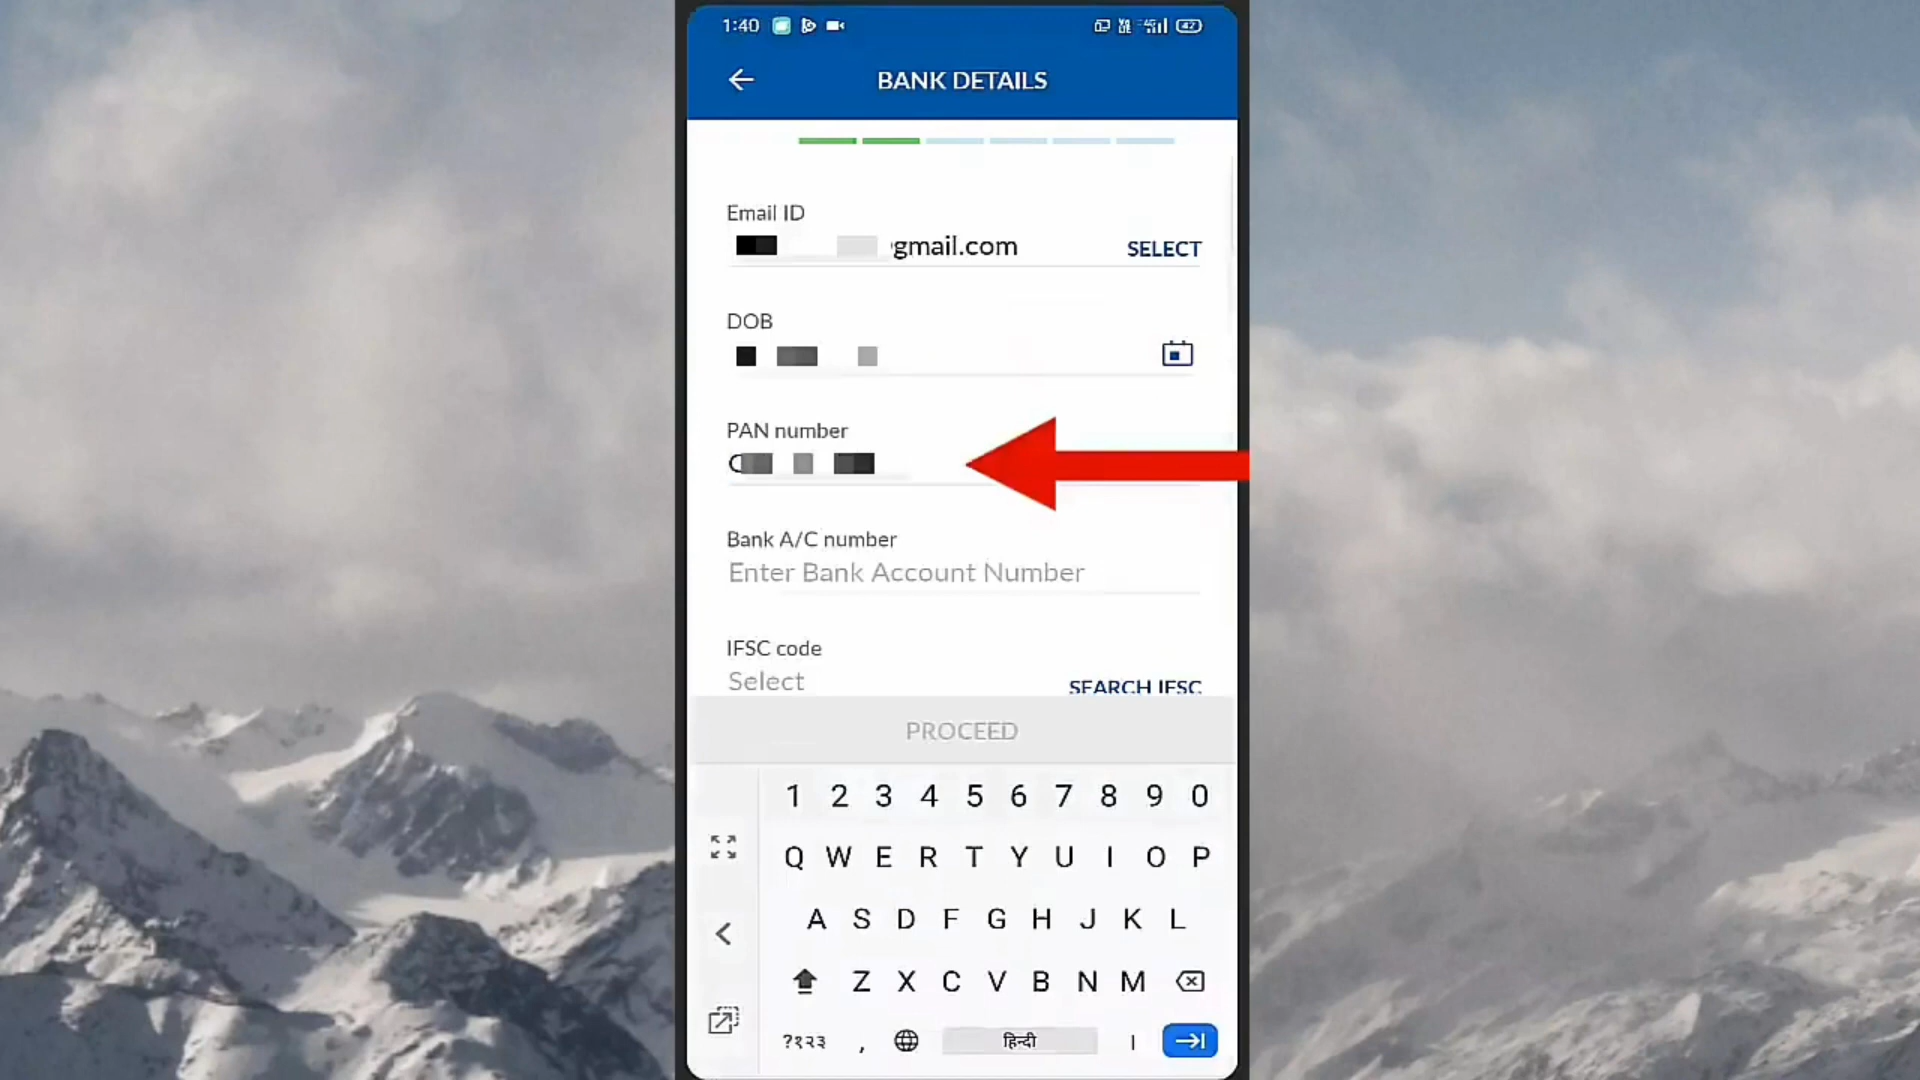 1:40
47
BANK DETAILS
Email ID
gmail.com SELECT
DOB
PAN number
Bank A/C number
Enter Bank Account Number
IFSC code
Select SEARCH IFSC
PROCEED
1 2 3 4 5 6 7 8 9 0
Q W E R T Y U I O P
A S D F G H J K L
Z X C V B N M
?१२३ , हिन्दी |